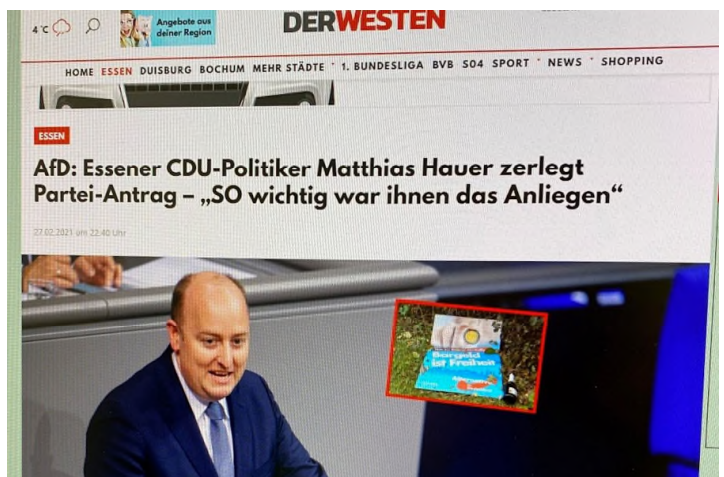 4°C
Angebote aus
deiner Region
DERWESTEN
HOME ESSEN DUISBURG BOCHUM MEHR STÄDTE 1. BUNDESLIGA BVB S04 SPORT NEWS SHOPPING
ESSEN
AfD: Essener CDU-Politiker Matthias Hauer zerlegt
Partei-Antrag – „SO wichtig war ihnen das Anliegen“
27.02.2021 um 22:40 Uhr
Bargeld
ist Freiheit